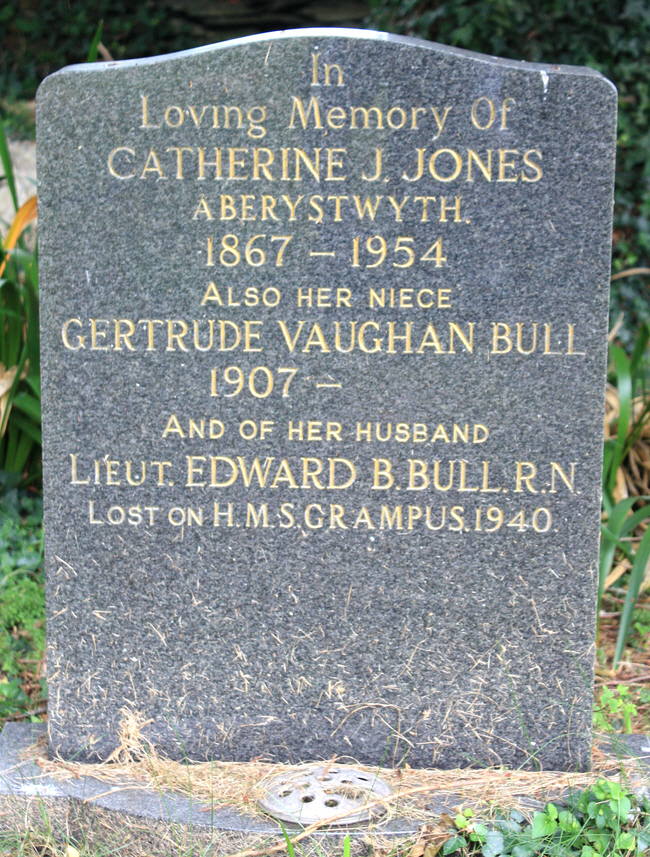 In
Loving Memory Of
CATHERINE J. JONES
ABERYSTWYTH.
1867 – 1954
ALSO HER NIECE
GERTRUDE VAUGHAN BULL
1907 –
AND OF HER HUSBAND
LIEUT. EDWARD B. BULL. R.N.
LOST ON H.M.S. GRAMPUS. 1940.